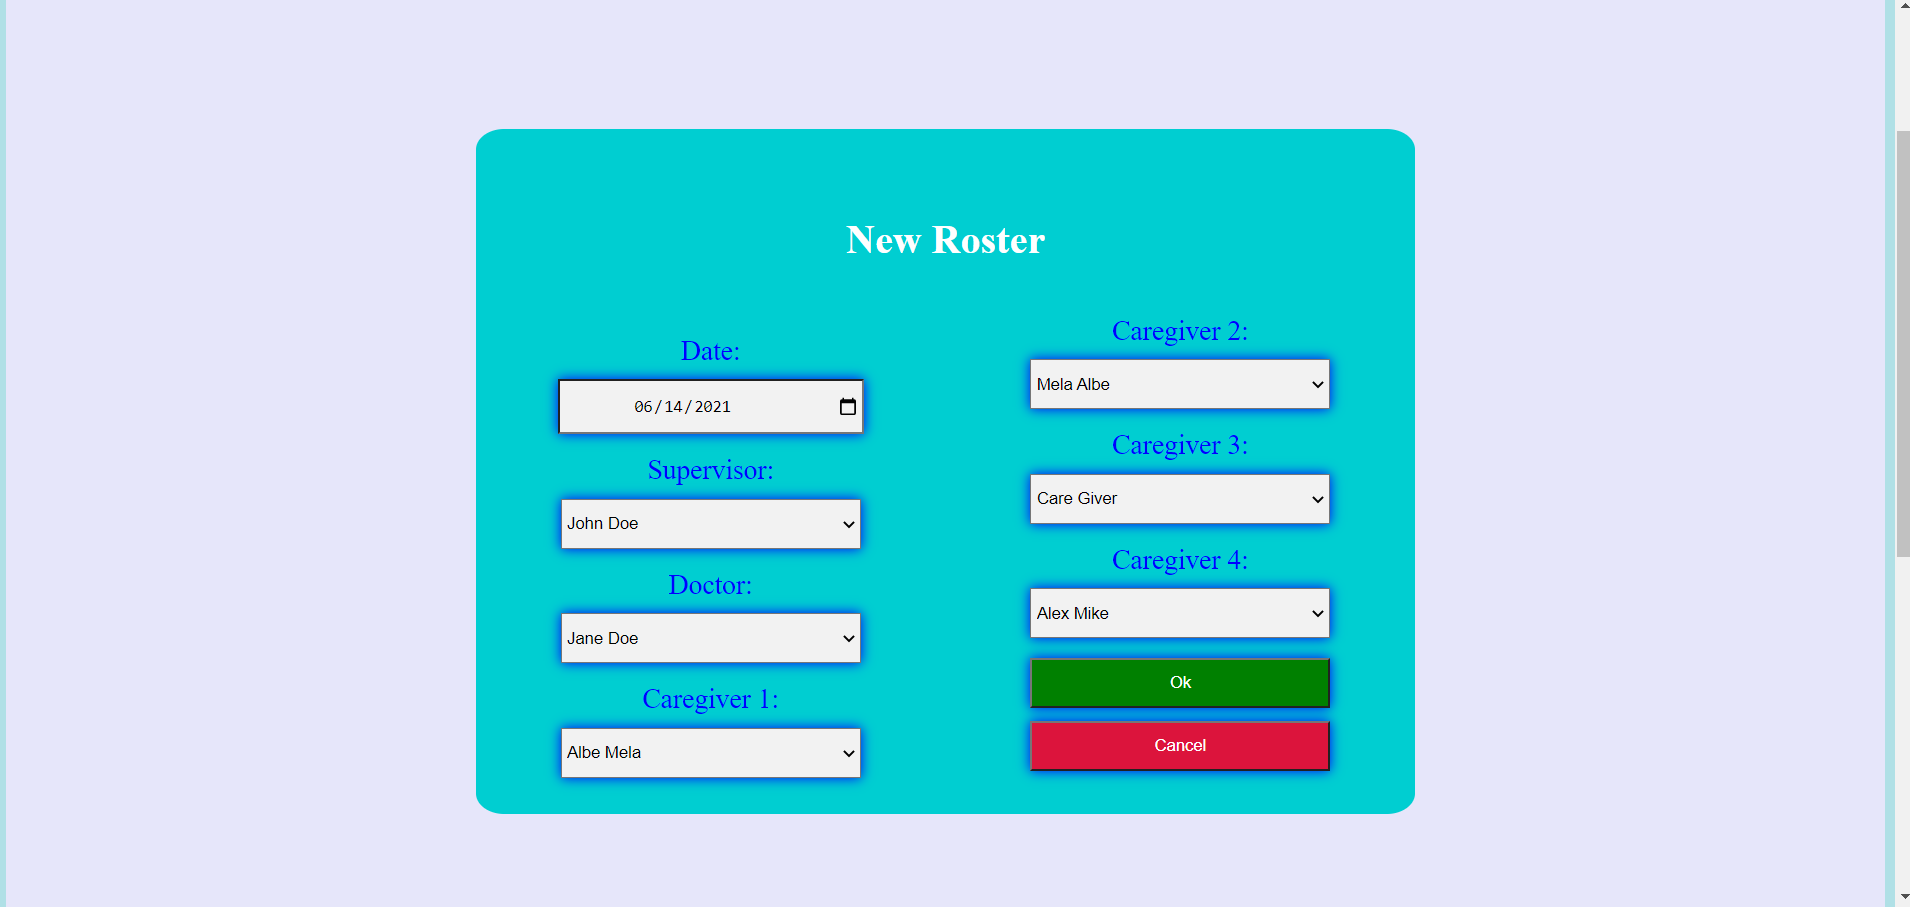 New Roster
Date:
06/14/2021
Supervisor:
John Doe
Doctor:
Jane Doe
Caregiver 1:
Albe Mela
Caregiver 2:
Mela Albe
Caregiver 3:
Care Giver
Caregiver 4:
Alex Mike
Ok
Cancel